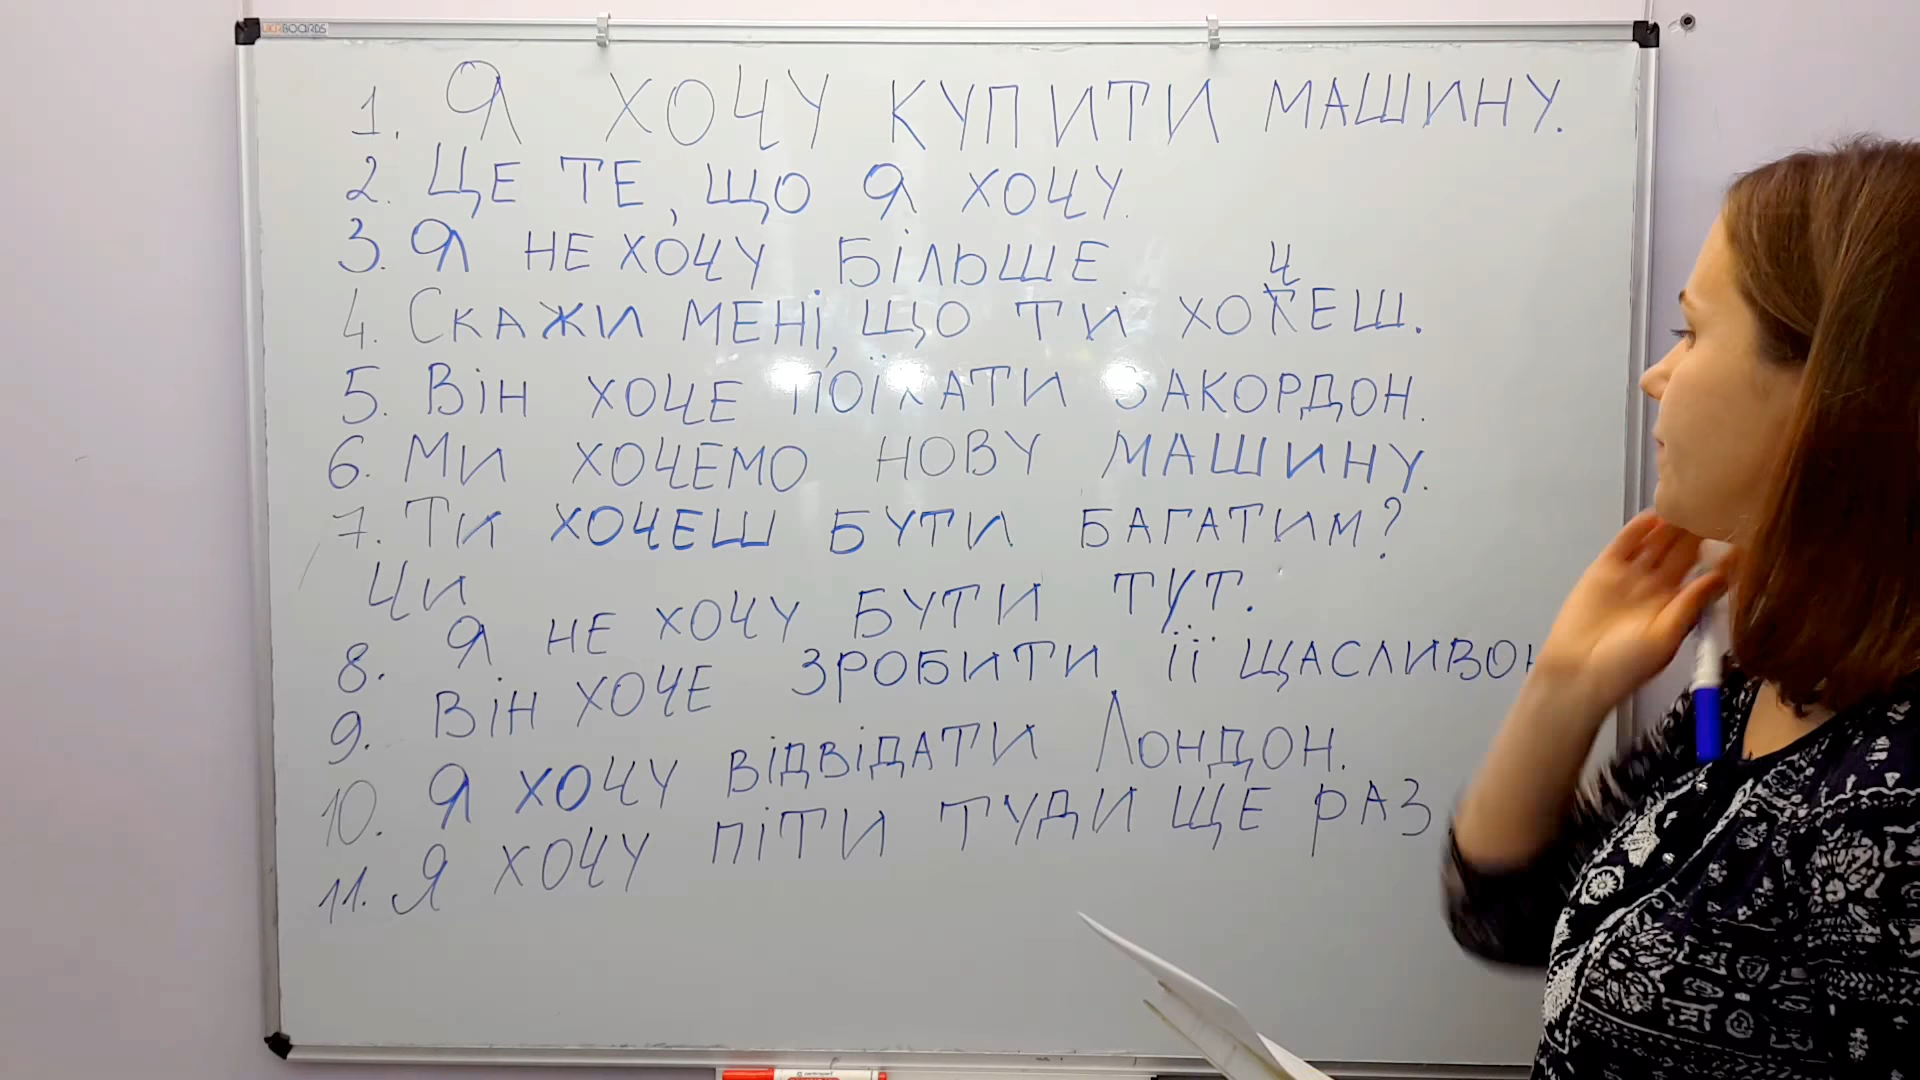 UKRBOARDS
1. Я ХОЧУ КУПИТИ МАШИНУ.
2. ЦЕ ТЕ, ЩО Я ХОЧУ.
3. Я НЕ ХОЧУ БІЛЬШЕ.
Ч
4. СКАЖИ МЕНІ, ЩО ТИ ХОТЕШ.
5. ВІН ХОЧЕ ПОЇХАТИ ЗАКОРДОН.
6. МИ ХОЧЕМО НОВУ МАШИНУ.
7. ТИ ХОЧЕШ БУТИ БАГАТИМ?
ЧИ
8. Я НЕ ХОЧУ БУТИ ТУТ.
9. ВІН ХОЧЕ ЗРОБИТИ ЇЇ
10. Я ХОЧУ ВІДВІДАТИ ЛОНДОН.
11. Я ХОЧУ ПІТИ ТУДИ ЩЕ РАЗ